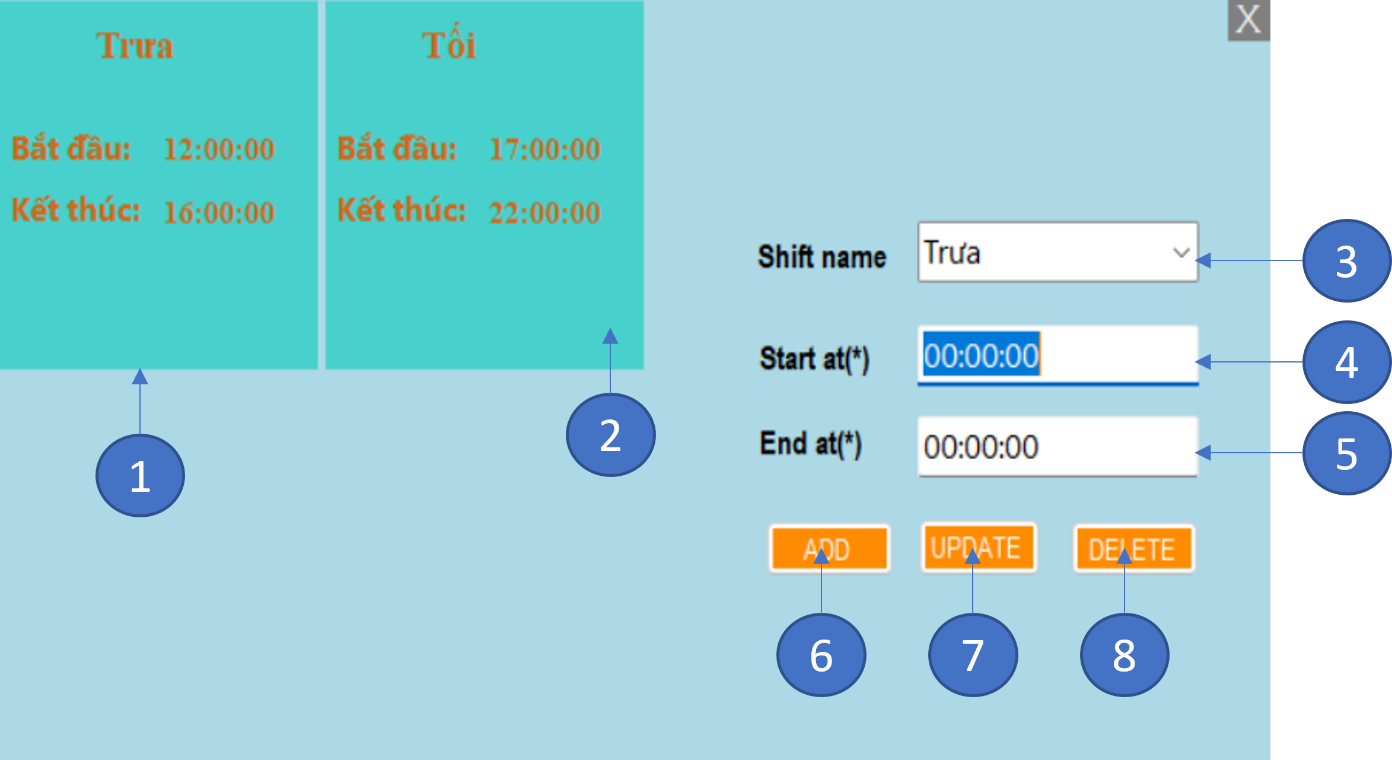 Trưa
Bắt đầu: 12:00:00
Kết thúc: 16:00:00
Tối
Bắt đầu: 17:00:00
Kết thúc: 22:00:00
X
Shift name Trưa
Start at(*) 00:00:00
End at(*) 00:00:00
ADD UPDATE DELETE
1
2
3
4
5
6 7 8